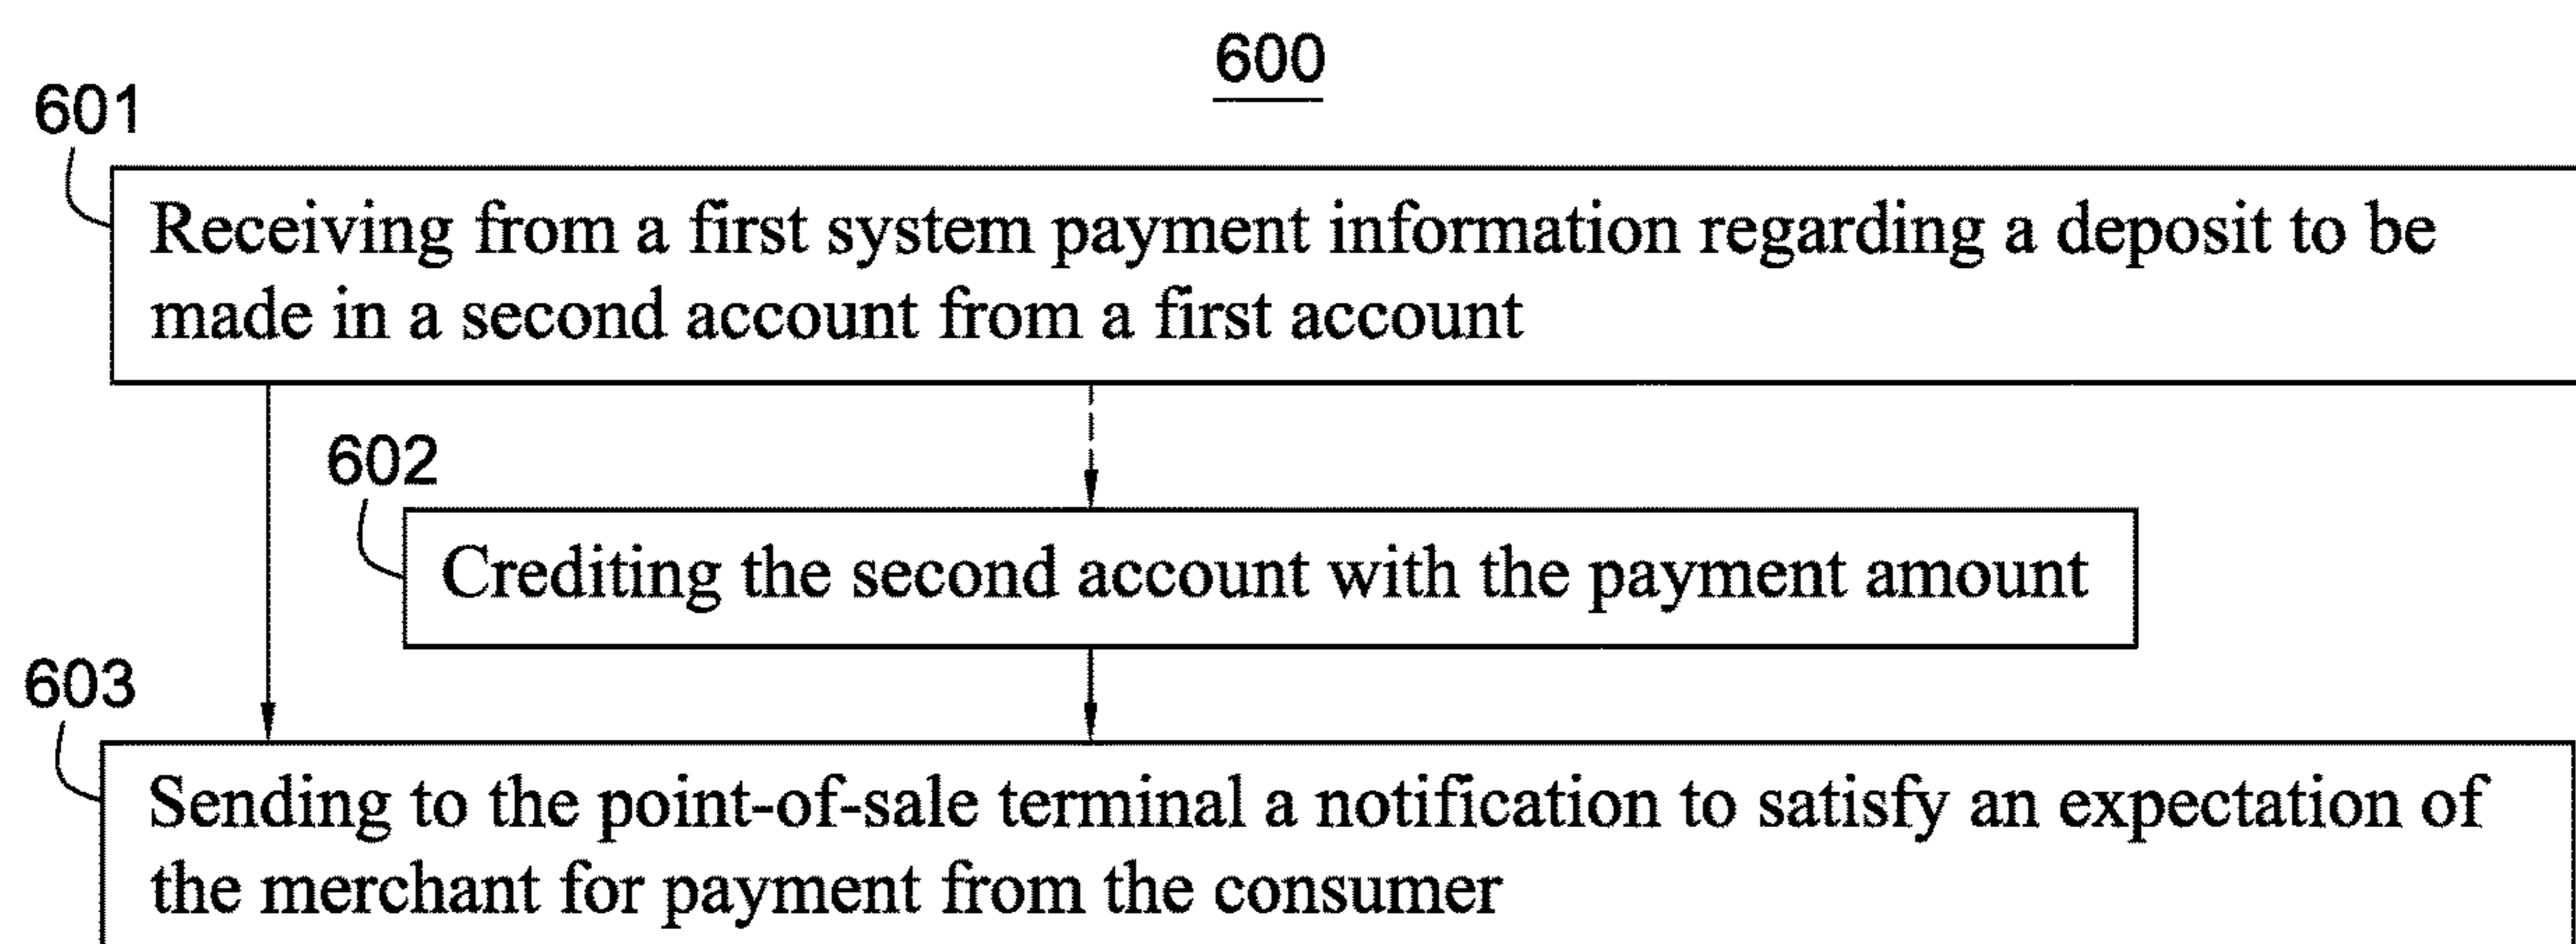 600
601
Receiving from a first system payment information regarding a deposit to be
made in a second account from a first account
602
Crediting the second account with the payment amount
603
Sending to the point-of-sale terminal a notification to satisfy an expectation of
the merchant for payment from the consumer